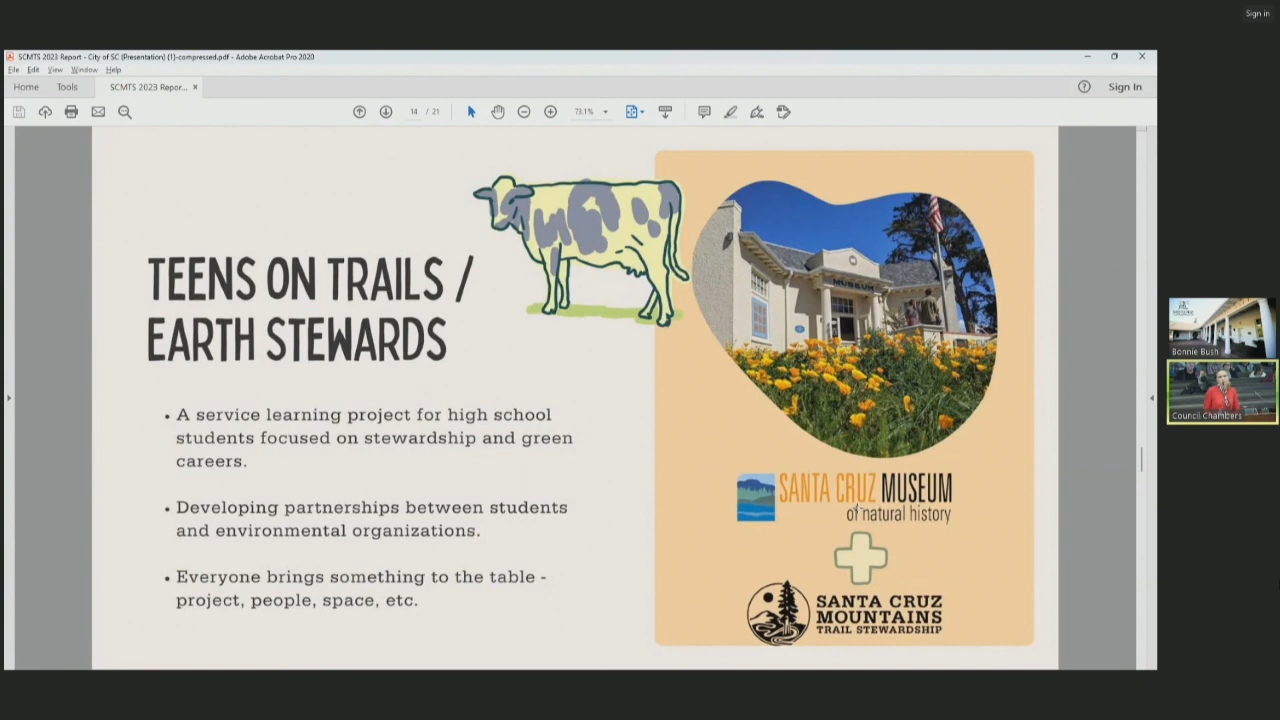 Sign in
SCMTS 2023 Report - City of SC (Presentation) (1)-compressed.pdf - Adobe Acrobat Pro 2020
File Edit View Window Help
Home Tools SCMTS 2023 Repor... × Sign In
14 / 21 73.1%
TEENS ON TRAILS /
EARTH STEWARDS
• A service learning project for high school
students focused on stewardship and green
careers.
• Developing partnerships between students
and environmental organizations.
• Everyone brings something to the table -
project, people, space, etc.
MUSEUM
SANTA CRUZ MUSEUM
of natural history
SANTA CRUZ
MOUNTAINS
TRAIL STEWARDSHIP
Bonnie Bush
Council Chambers